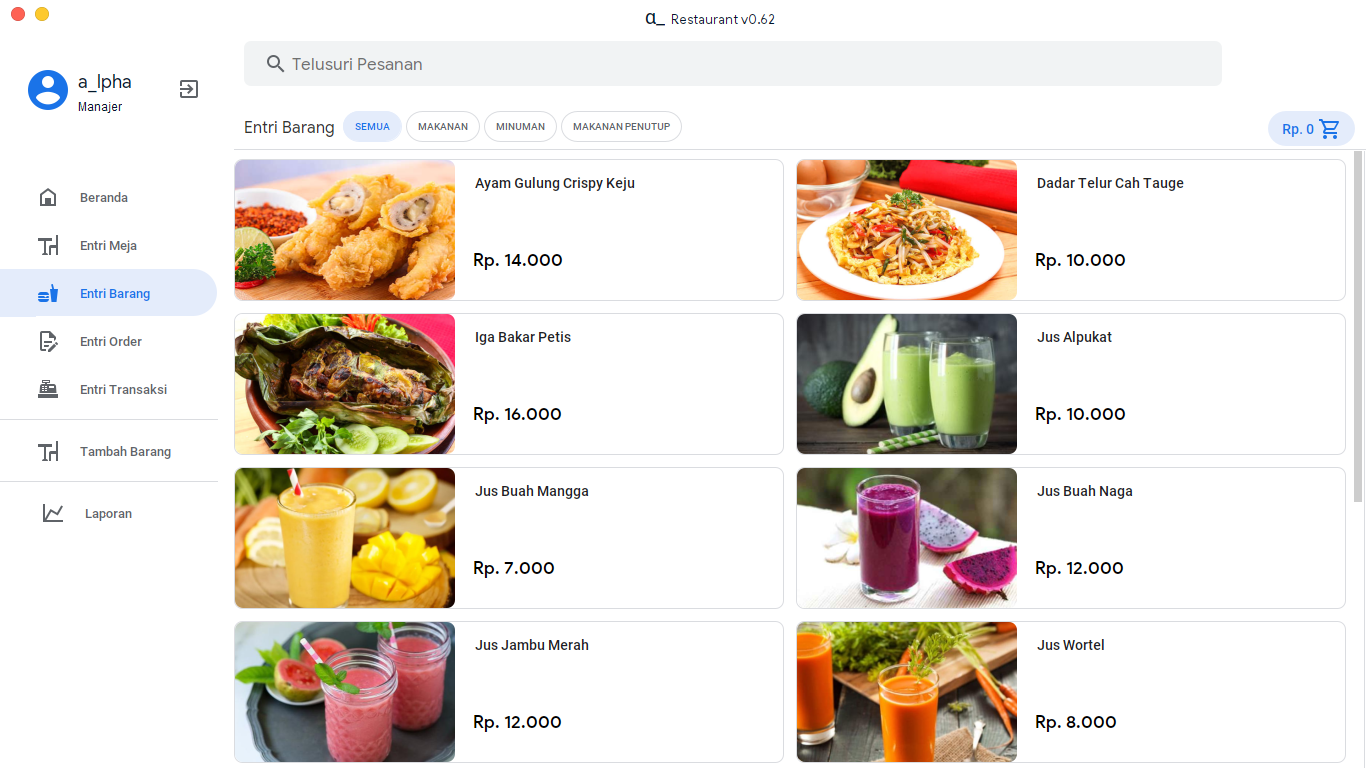 a_ Restaurant v0.62
a_lpha
Manajer
Telusuri Pesanan
Entri Barang SEMUA MAKANAN MINUMAN MAKANAN PENUTUP Rp. 0
Beranda
Entri Meja
Entri Barang
Entri Order
Entri Transaksi
Tambah Barang
Laporan
Ayam Gulung Crispy Keju
Rp. 14.000
Dadar Telur Cah Tauge
Rp. 10.000
Iga Bakar Petis
Rp. 16.000
Jus Alpukat
Rp. 10.000
Jus Buah Mangga
Rp. 7.000
Jus Buah Naga
Rp. 12.000
Jus Jambu Merah
Rp. 12.000
Jus Wortel
Rp. 8.000